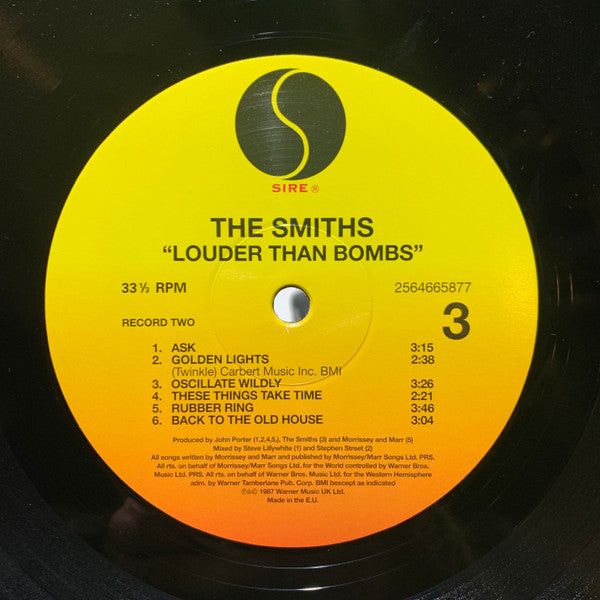 SIRE ®
THE SMITHS
“LOUDER THAN BOMBS”
33 ⅓ RPM 2564665877
RECORD TWO 3
1. ASK 3:15
2. GOLDEN LIGHTS 2:38
(Twinkle) Carbert Music Inc. BMI
3. OSCILLATE WILDLY 3:26
4. THESE THINGS TAKE TIME 2:21
5. RUBBER RING 3:46
6. BACK TO THE OLD HOUSE 3:04
Produced by John Porter (1,2,4,5,), The Smiths (3) and Morrissey and Marr (5)
Mixed by Steve Lillywhite (1) and Stephen Street (2)
All songs written by Morrissey and Marr and published by Morrissey/Marr Songs Ltd. PRS.
All rts. on behalf of Morrissey/Marr Songs Ltd. for the World controlled by Warner Bros.
Music Ltd. PRS. All rts. on behalf of Warner Bros. Music Ltd. for the Western Hemisphere
adm. by Warner Tamberlane Pub. Corp. BMI bexcept as indicated
℗&© 1987 Warner Music UK Ltd.
Made in the E.U.